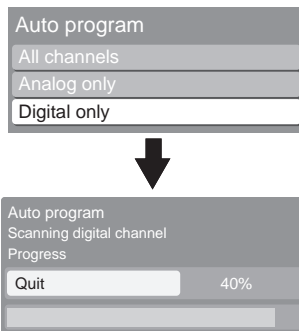 Auto program
All channels
Analog only
Digital only
Auto program
Scanning digital channel
Progress
Quit 40%